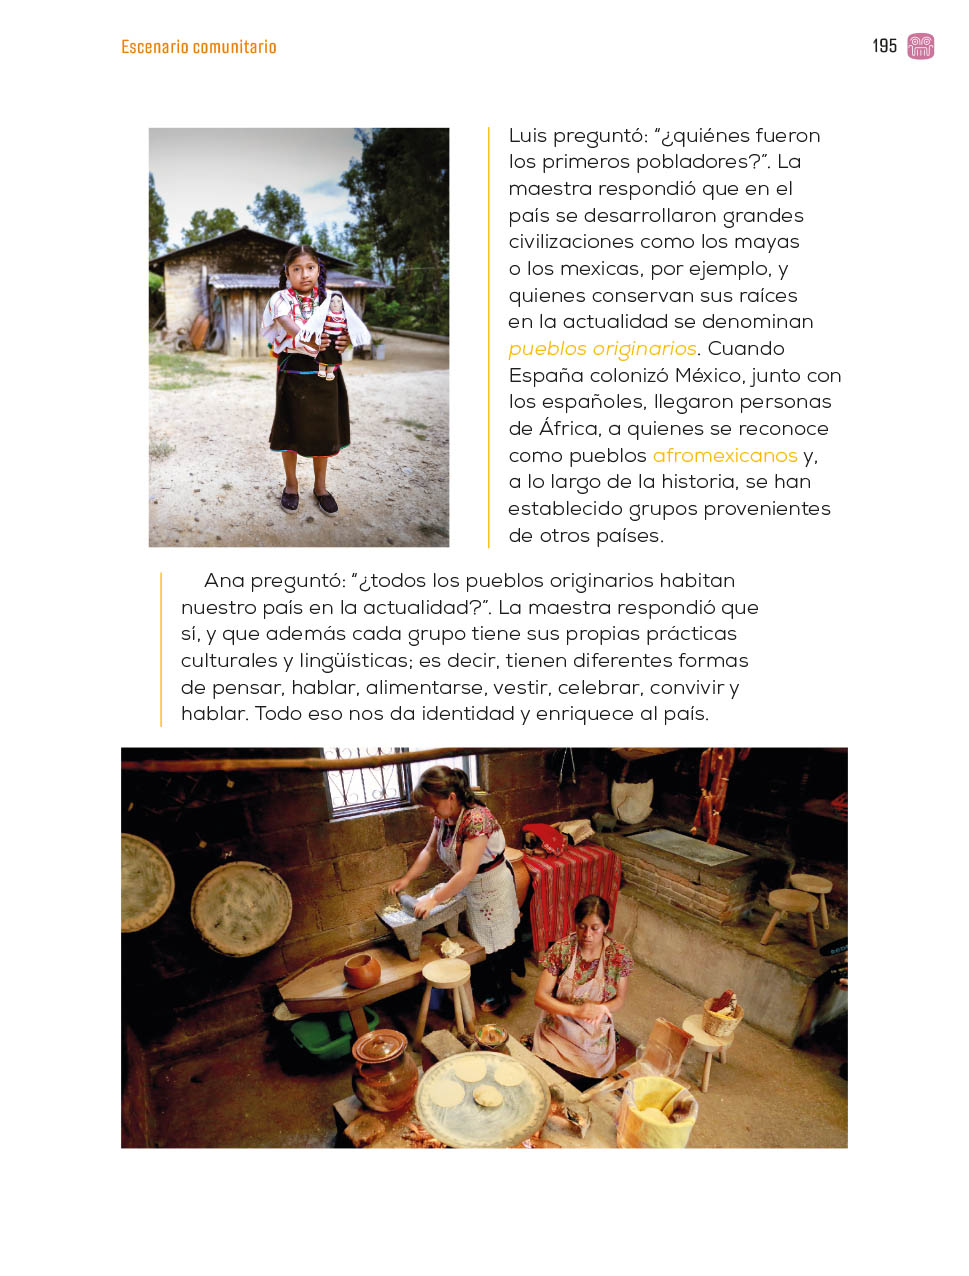 Escenario comunitario
195
Luis preguntó: “¿quiénes fueron
los primeros pobladores?”. La
maestra respondió que en el
país se desarrollaron grandes
civilizaciones como los mayas
o los mexicas, por ejemplo, y
quienes conservan sus raíces
en la actualidad se denominan
pueblos originarios. Cuando
España colonizó México, junto con
los españoles, llegaron personas
de África, a quienes se reconoce
como pueblos afromexicanos y,
a lo largo de la historia, se han
establecido grupos provenientes
de otros países.
Ana preguntó: “¿todos los pueblos originarios habitan
nuestro país en la actualidad?”. La maestra respondió que
sí, y que además cada grupo tiene sus propias prácticas
culturales y lingüísticas; es decir, tienen diferentes formas
de pensar, hablar, alimentarse, vestir, celebrar, convivir y
hablar. Todo eso nos da identidad y enriquece al país.